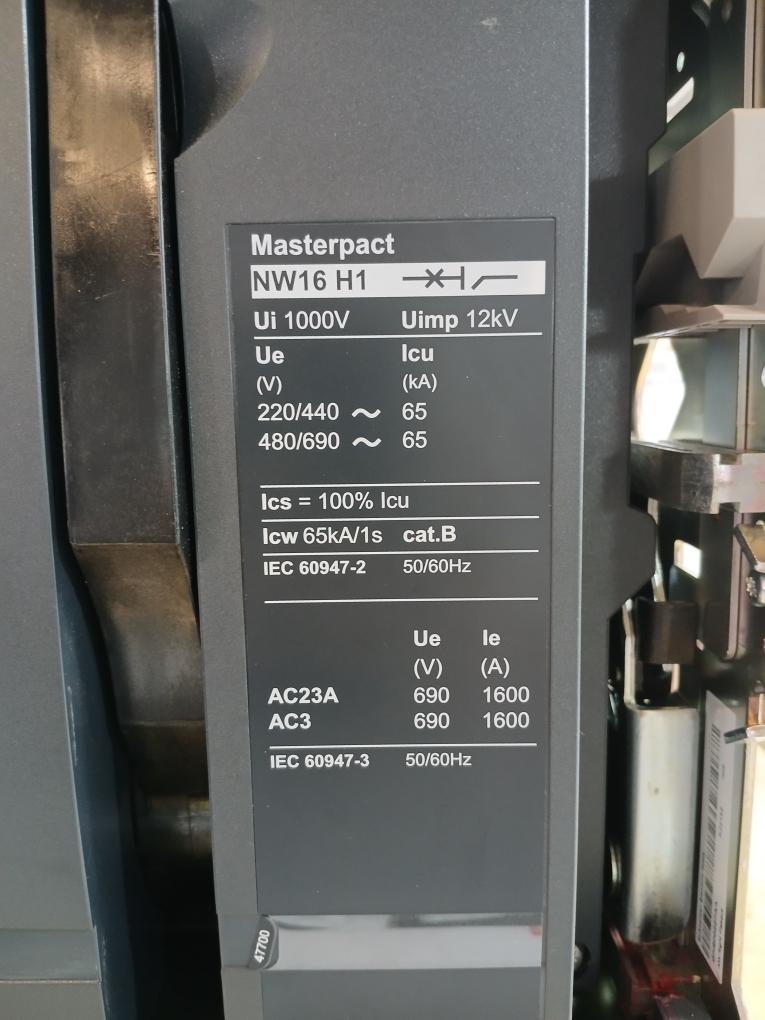 Masterpact
NW16 H1
Ui 1000V Uimp 12kV
Ue Icu
(V) (kA)
220/440 ~ 65
480/690 ~ 65
Ics = 100% Icu
Icw 65kA/1s cat.B
IEC 60947-2 50/60Hz
Ue Ie
(V) (A)
AC23A 690 1600
AC3 690 1600
IEC 60947-3 50/60Hz
47700